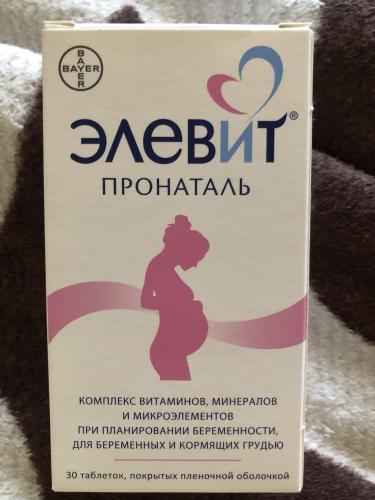 BAYER
BAYER
ЭЛЕВИТ®
ПРОНАТАЛЬ
КОМПЛЕКС ВИТАМИНОВ, МИНЕРАЛОВ
И МИКРОЭЛЕМЕНТОВ
ПРИ ПЛАНИРОВАНИИ БЕРЕМЕННОСТИ,
ДЛЯ БЕРЕМЕННЫХ И КОРМЯЩИХ ГРУДЬЮ
30 таблеток, покрытых пленочной оболочкой